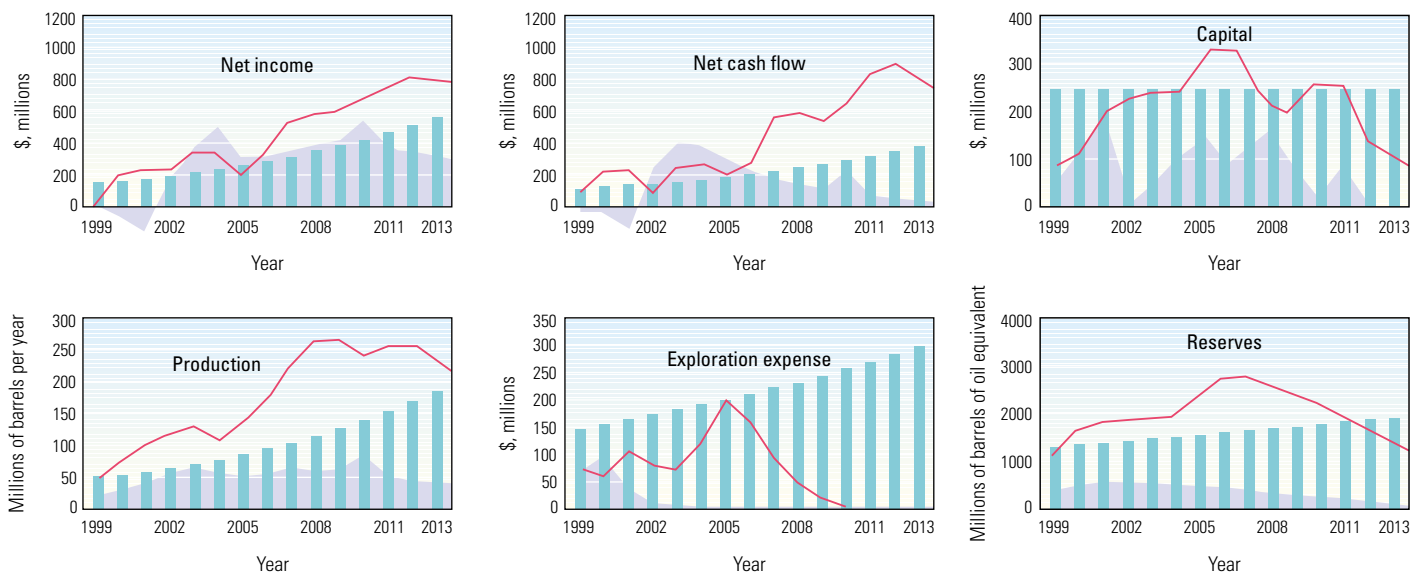 Net income
$, millions
1200
1000
800
600
400
200
0
1999 2002 2005 2008 2011 2013
Year
Net cash flow
$, millions
1200
1000
800
600
400
200
0
1999 2002 2005 2008 2011 2013
Year
Capital
$, millions
400
300
200
100
0
1999 2002 2005 2008 2011 2013
Year
Production
Millions of barrels per year
300
250
200
150
100
50
0
1999 2002 2005 2008 2011 2013
Year
Exploration expense
$, millions
350
300
250
200
150
100
50
0
1999 2002 2005 2008 2011 2013
Year
Reserves
Millions of barrels of oil equivalent
4000
3000
2000
1000
0
1999 2002 2005 2008 2011 2013
Year